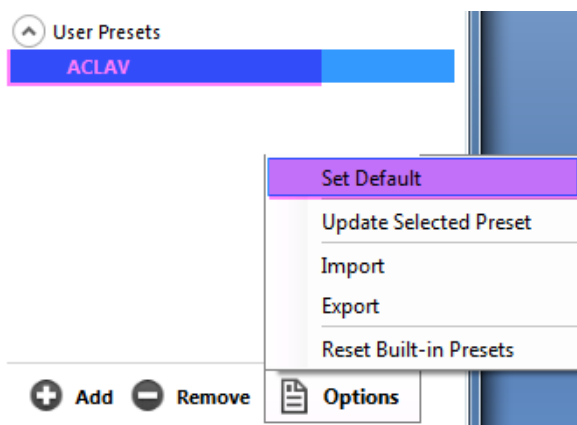 User Presets
ACLAV
Set Default
Update Selected Preset
Import
Export
Reset Built-in Presets
Add Remove Options